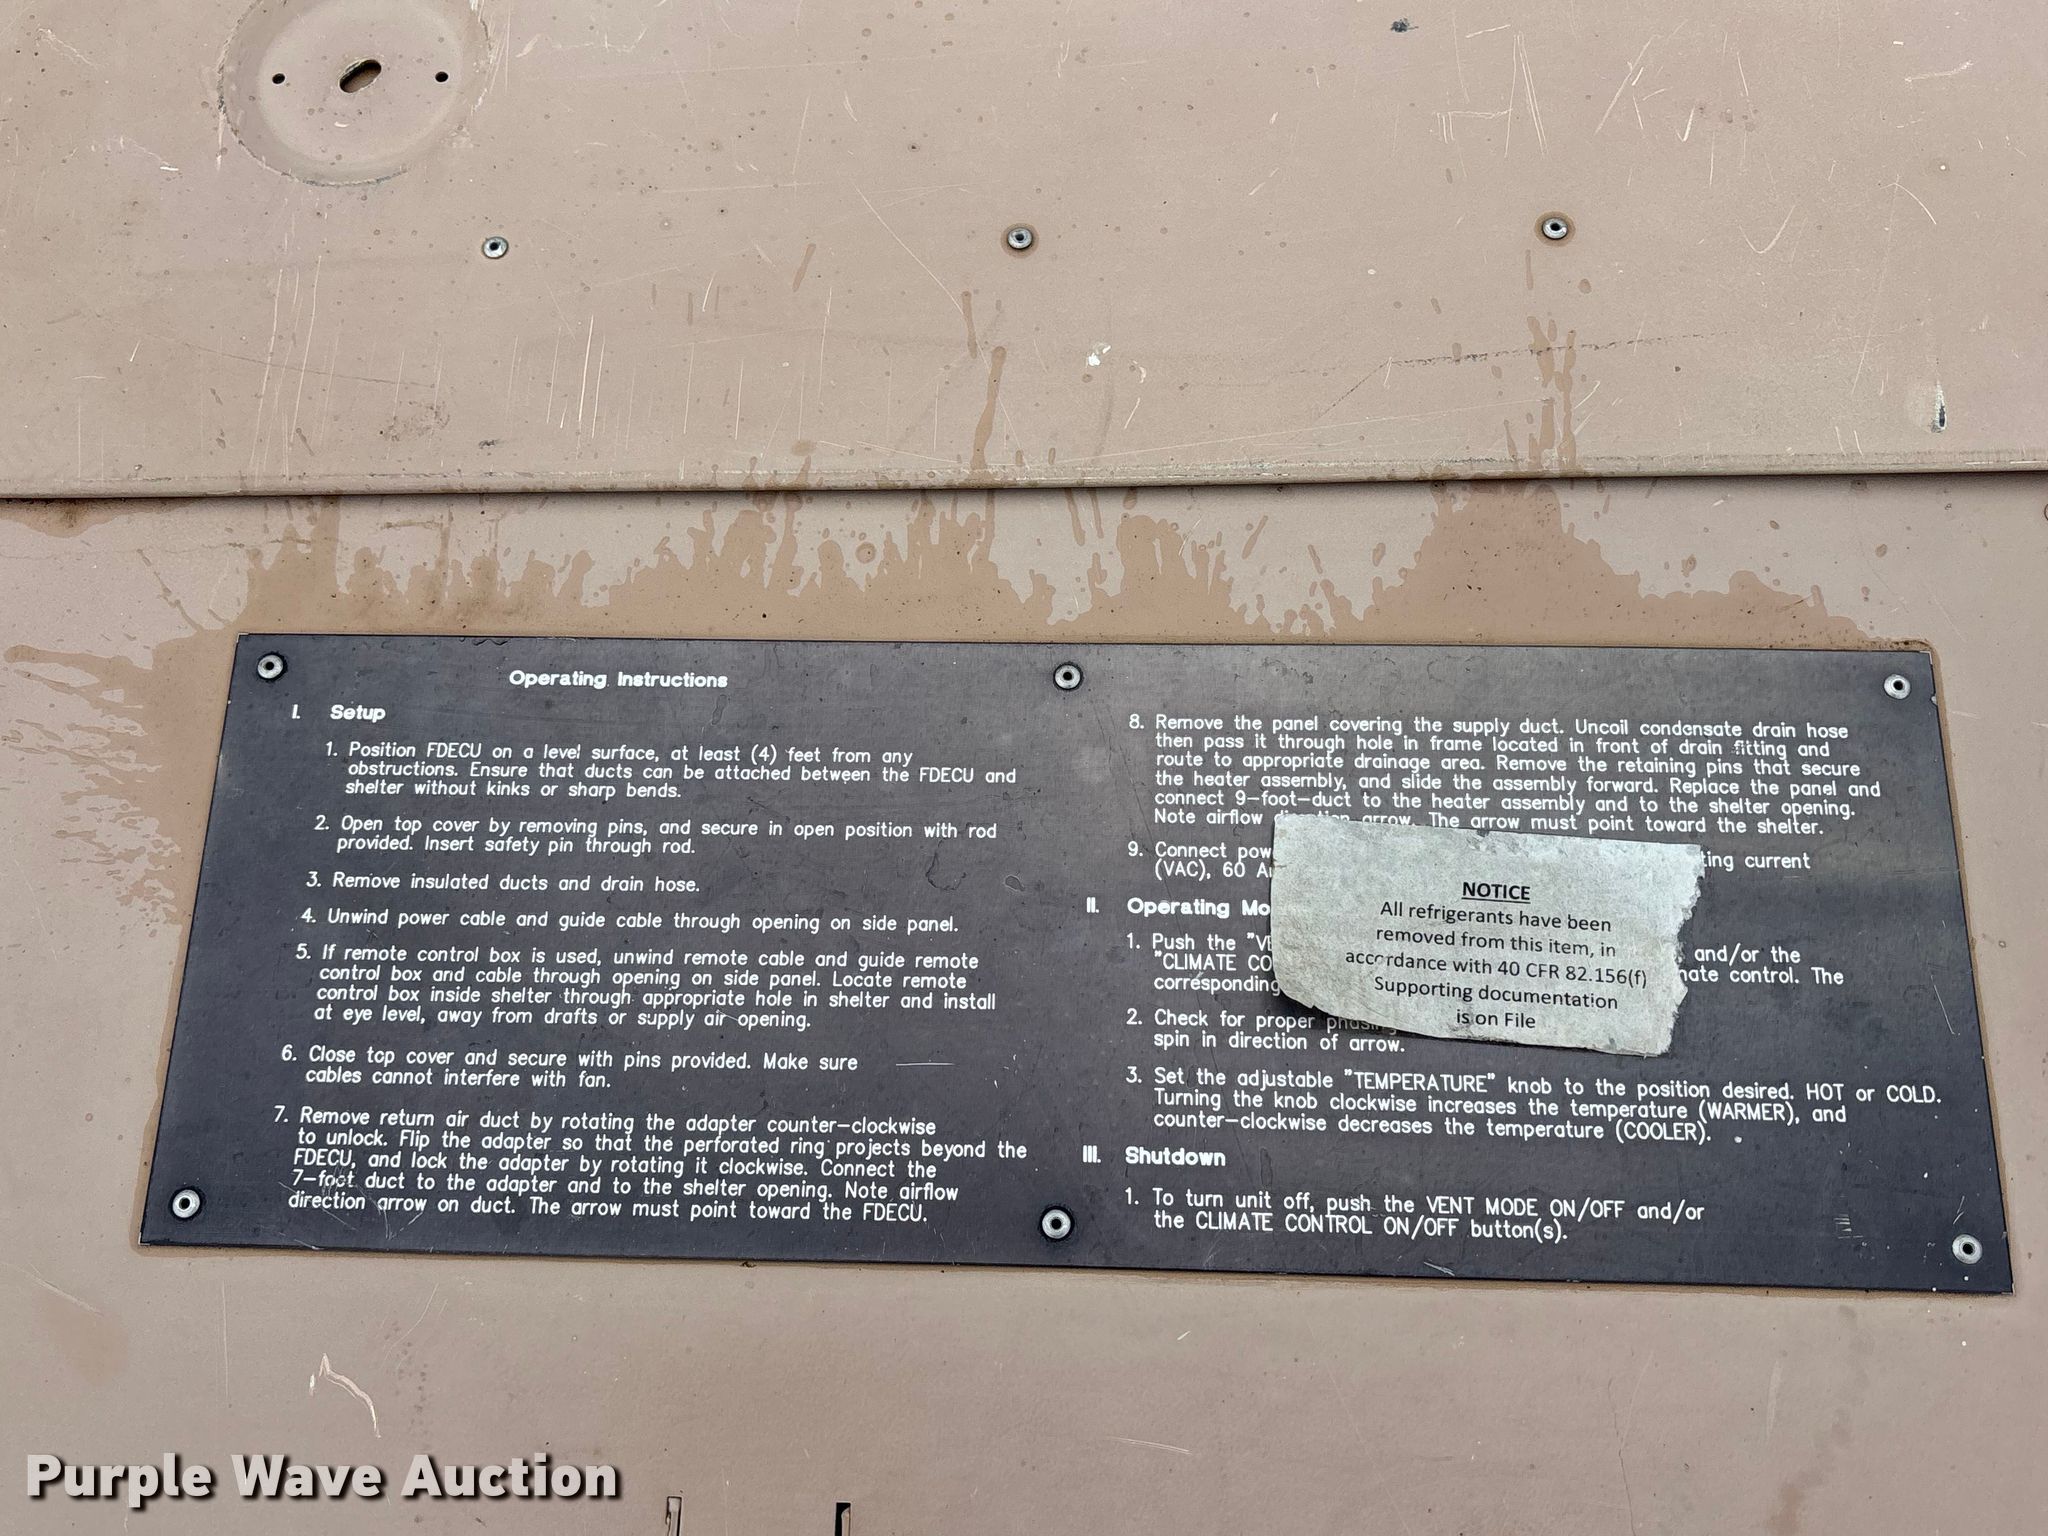 Operating Instructions
I. Setup
1. Position FDECU on a level surface, at least (4) feet from any
obstructions. Ensure that ducts can be attached between the FDECU and
shelter without kinks or sharp bends.
2. Open top cover by removing pins, and secure in open position with rod
provided. Insert safety pin through rod.
3. Remove insulated ducts and drain hose.
4. Unwind power cable and guide cable through opening on side panel.
5. If remote control box is used, unwind remote cable and guide remote
control box and cable through opening on side panel. Locate remote
control box inside shelter through appropriate hole in shelter and install
at eye level, away from drafts or supply air opening.
6. Close top cover and secure with pins provided. Make sure
cables cannot interfere with fan.
7. Remove return air duct by rotating the adapter counter-clockwise
to unlock. Flip the adapter so that the perforated ring projects beyond the
FDECU, and lock the adapter by rotating it clockwise. Connect the
7-foot duct to the adapter and to the shelter opening. Note airflow
direction arrow on duct. The arrow must point toward the FDECU.
8. Remove the panel covering the supply duct. Uncoil condensate drain hose
then pass it through hole in frame located in front of drain fitting and
route to appropriate drainage area. Remove the retaining pins that secure
the heater assembly, and slide the assembly forward. Replace the panel and
connect 9-foot-duct to the heater assembly and to the shelter opening.
Note airflow direction arrow. The arrow must point toward the shelter.
9. Connect pow ting current
(VAC), 60 A
II. Operating Mo
1. Push the "VE and/or the
"CLIMATE CO mate control. The
corresponding
2. Check for proper phasing
spin in direction of arrow.
3. Set the adjustable "TEMPERATURE" knob to the position desired. HOT or COLD.
Turning the knob clockwise increases the temperature (WARMER), and
counter-clockwise decreases the temperature (COOLER).
III. Shutdown
1. To turn unit off, push the VENT MODE ON/OFF and/or
the CLIMATE CONTROL ON/OFF button(s).
NOTICE
All refrigerants have been
removed from this item, in
accordance with 40 CFR 82.156(f)
Supporting documentation
is on File
Purple Wave Auction